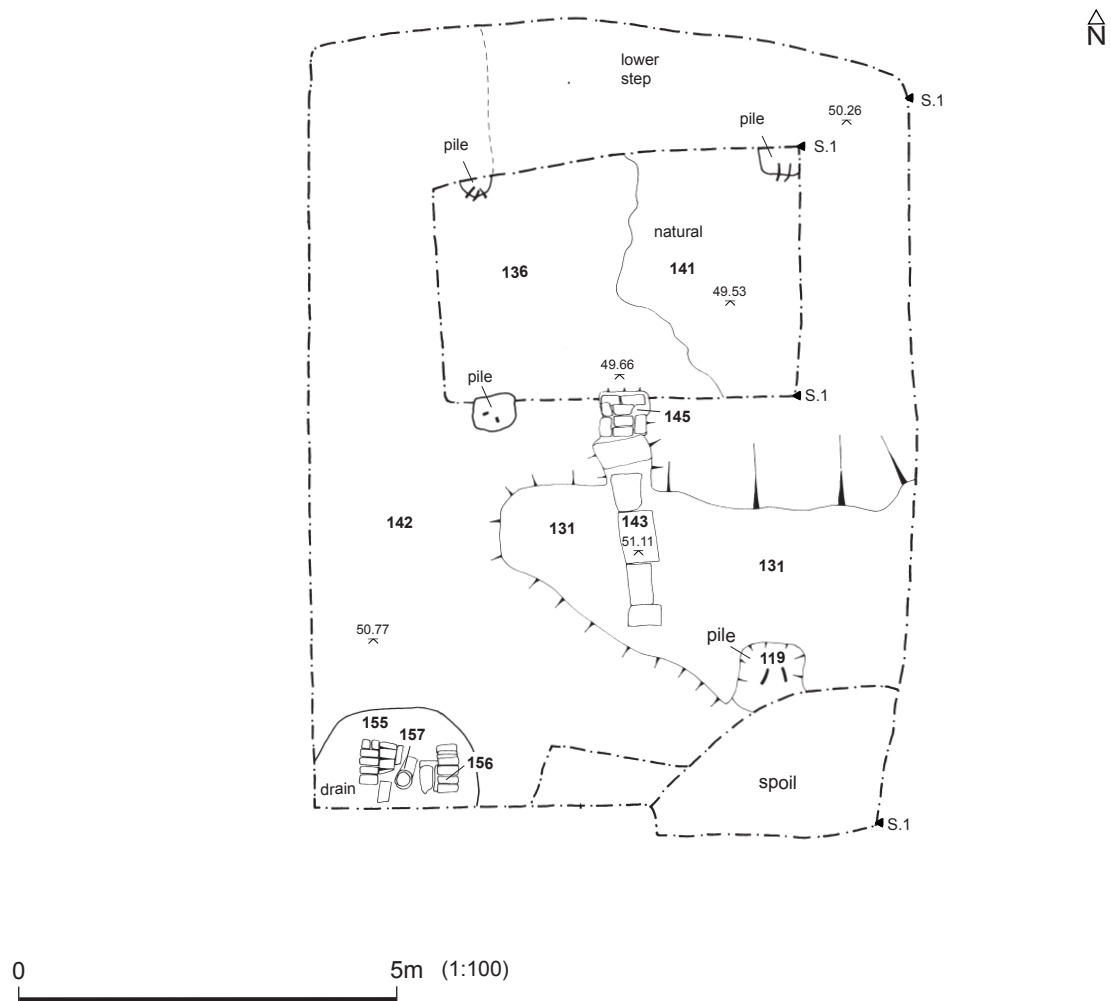 N
lower
step
S.1
50.26
pile
S.1
pile
natural
136
141
49.53
49.66
pile
S.1
145
142
131
143
51.11
131
50.77
pile
119
155
157
156
drain
spoil
S.1
0
5m (1:100)